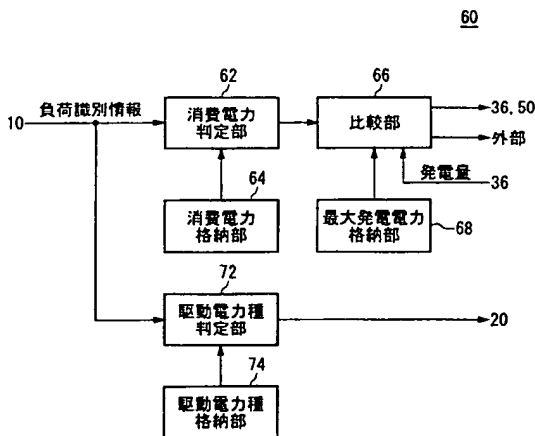 60
62
66
負荷識別情報
10
消費電力
判定部
比較部
36,50
外部
発電量
36
64
消費電力
格納部
最大発電電力
格納部
68
72
駆動電力種
判定部
20
74
駆動電力種
格納部